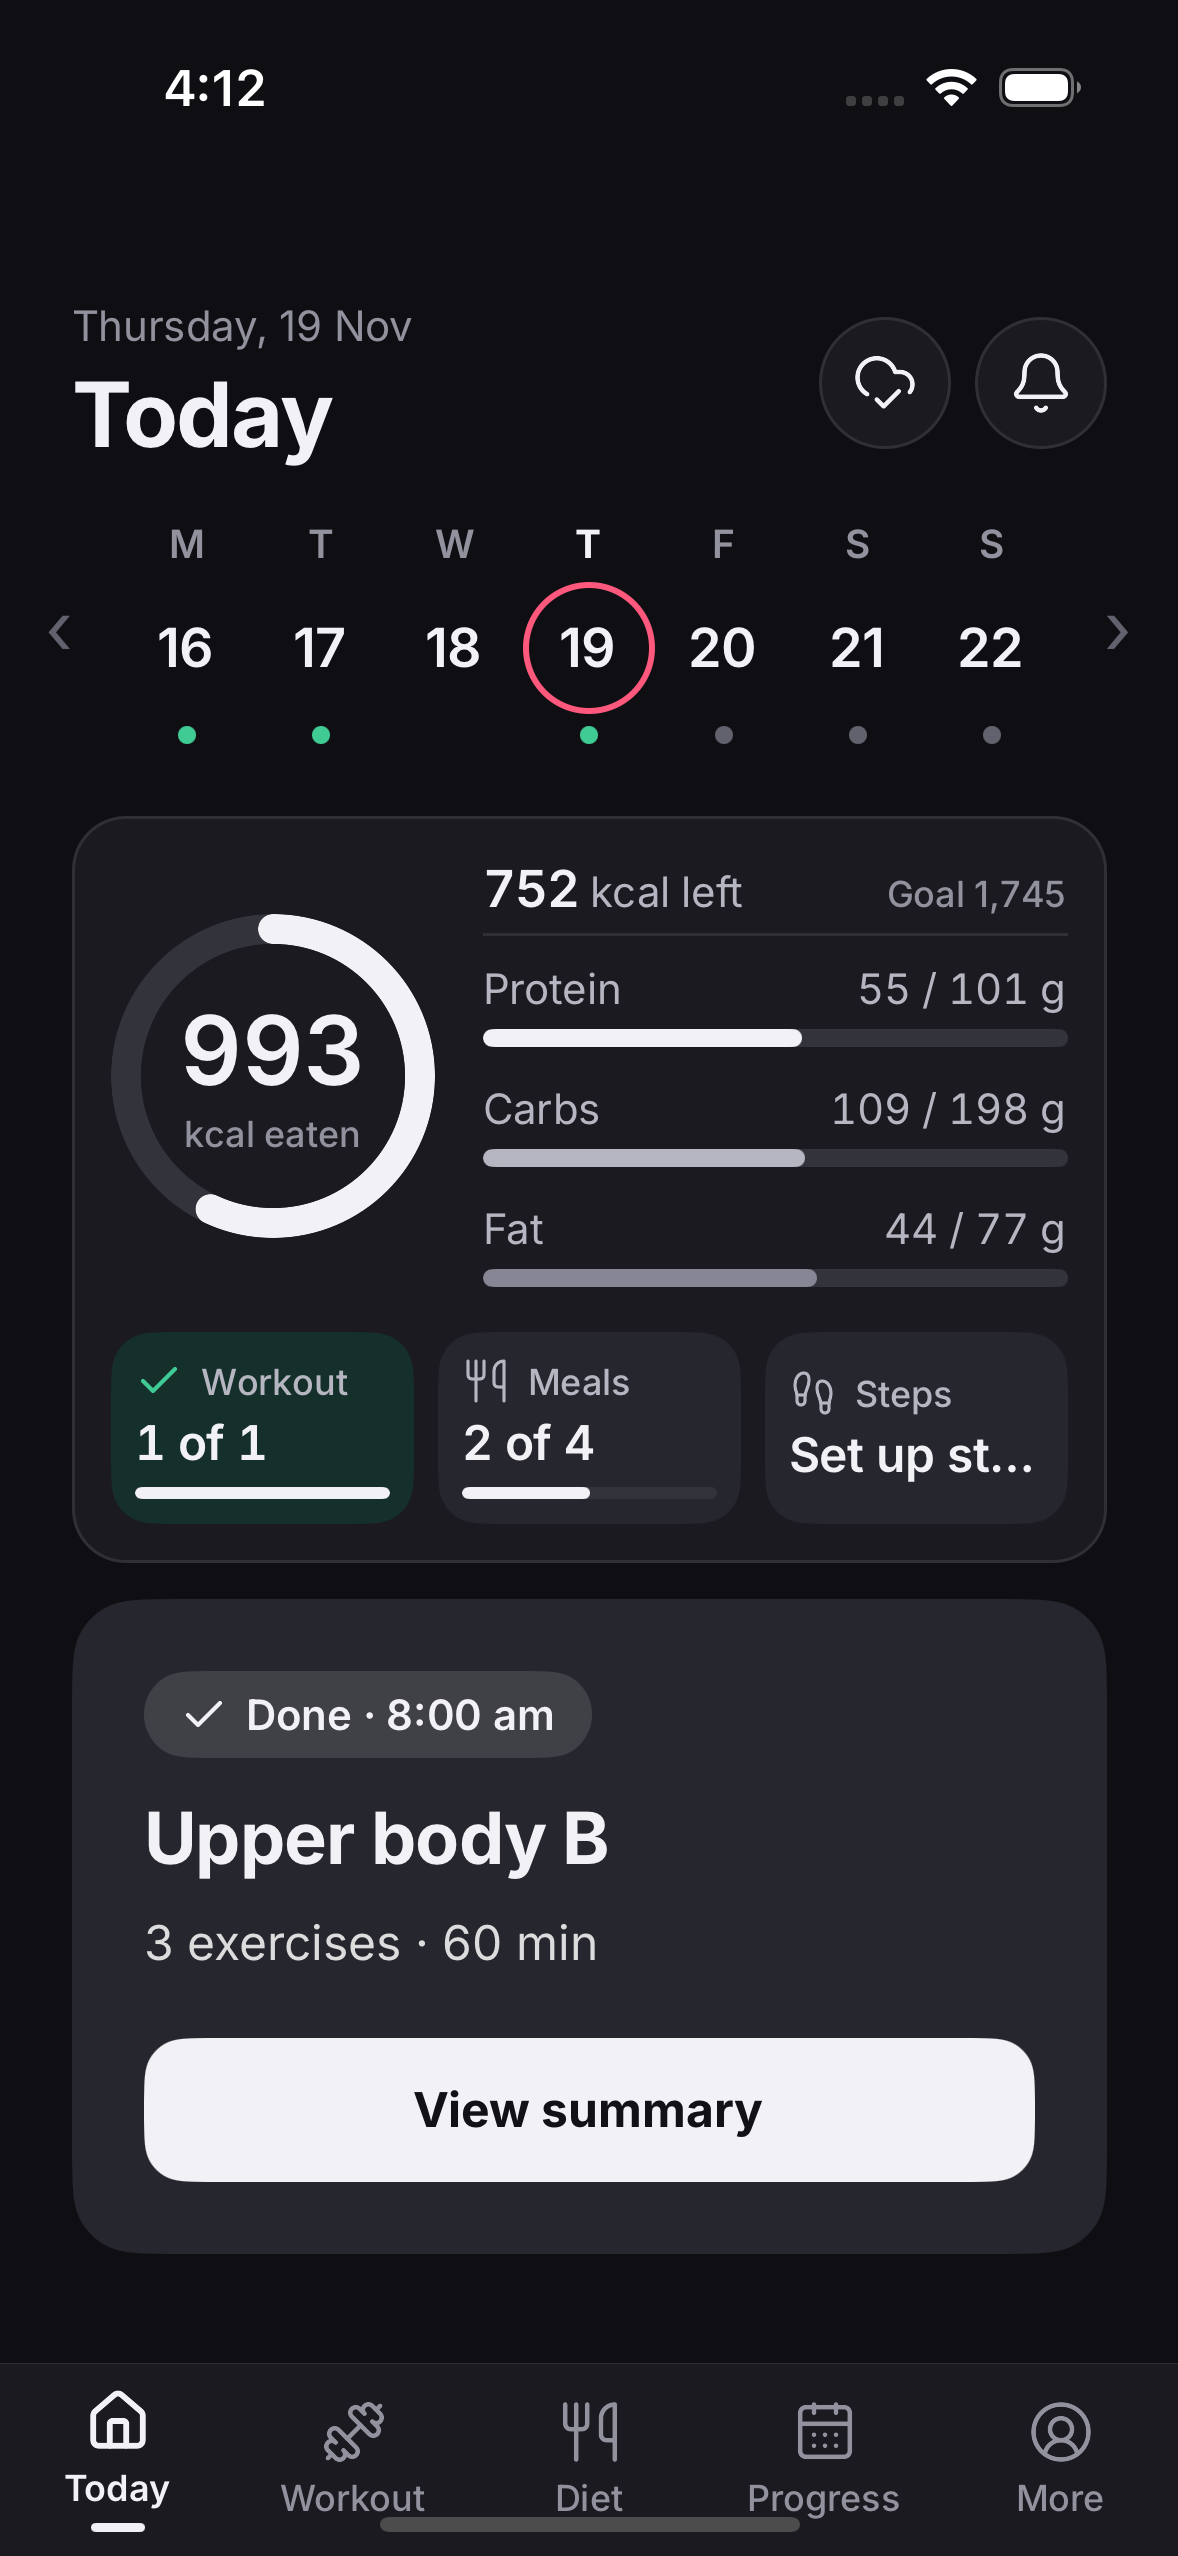 4:12
Thursday, 19 Nov
Today
M T W T F S S
16 17 18 19 20 21 22
993
kcal eaten
752 kcal left Goal 1,745
Protein 55 / 101 g
Carbs 109 / 198 g
Fat 44 / 77 g
Workout
1 of 1
Meals
2 of 4
Steps
Set up st...
Done · 8:00 am
Upper body B
3 exercises · 60 min
View summary
Today Workout Diet Progress More